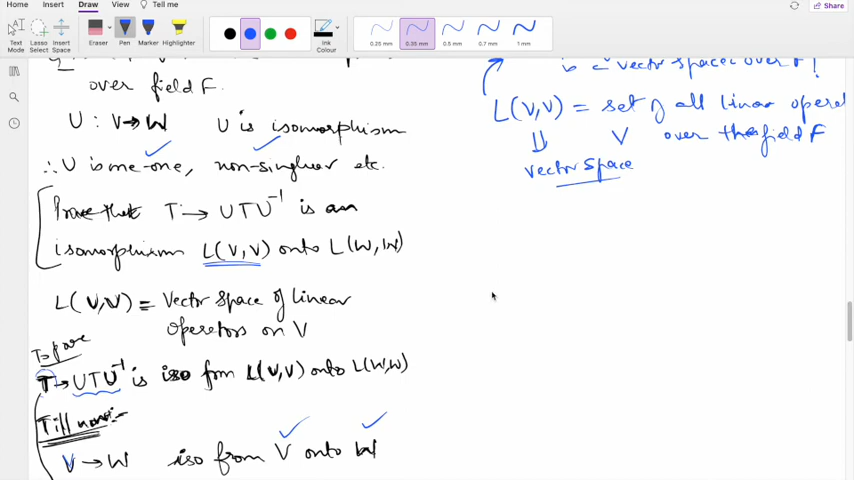 Home Insert Draw View Tell me
Share
Text Mode
Lasso Select
Insert Space
Eraser
Pen
Marker
Highlighter
Ink Colour
0.25 mm
0.35 mm
0.5 mm
0.7 mm
1 mm
over field F.
U : V → W U is isomorphism
∴ U is one-one, non-singular etc.
Prove that T → UTU⁻¹ is an
isomorphism L(V,V) onto L(W,W)
L(V,V) = Vector Space of linear
operators on V
To prove
T → UTU⁻¹ is iso from L(V,V) onto L(W,W)
Till now :-
V → W iso from V onto W
is a vector space over F!
L(V,V) = set of all linear operat
V over the field F
⇓
vector space